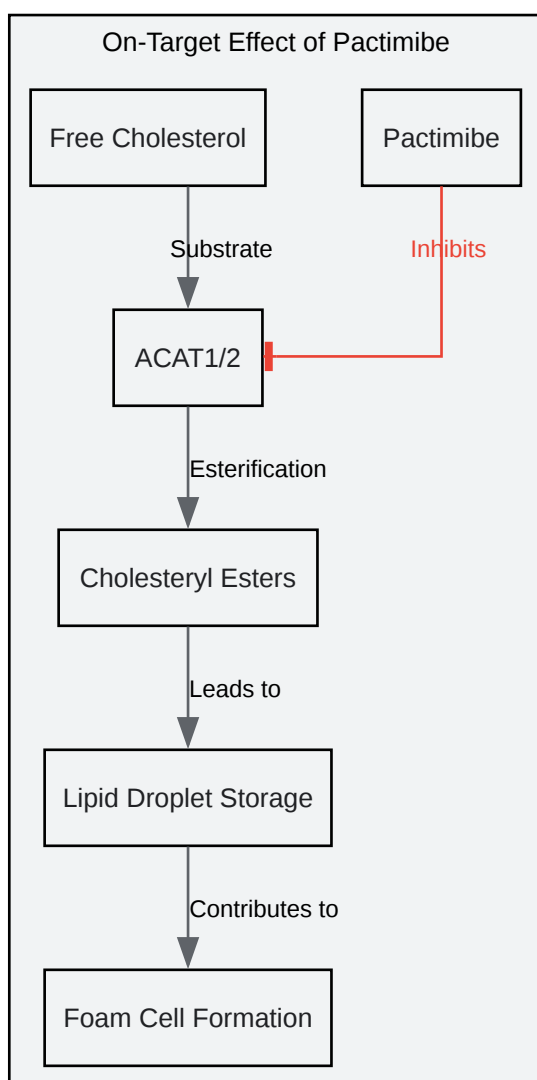 On-Target Effect of Pactimibe
Free Cholesterol
Pactimibe
Substrate
Inhibits
ACAT1/2
Esterification
Cholesteryl Esters
Leads to
Lipid Droplet Storage
Contributes to
Foam Cell Formation